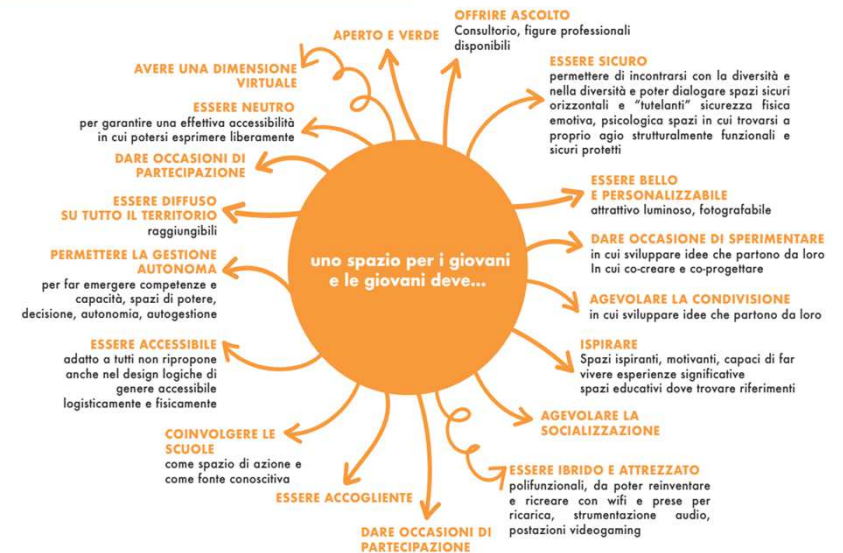 uno spazio per i giovani
e le giovani deve...
APERTO E VERDE
OFFRIRE ASCOLTO
Consultorio, figure professionali
disponibili
ESSERE SICURO
permettere di incontrarsi con la diversità e
nella diversità e poter dialogare spazi sicuri
orizzontali e “tutelanti” sicurezza fisica
emotiva, psicologica spazi in cui trovarsi a
proprio agio strutturalmente funzionali e
sicuri protetti
ESSERE BELLO
E PERSONALIZZABILE
attrattivo luminoso, fotografabile
DARE OCCASIONE DI SPERIMENTARE
in cui sviluppare idee che partono da loro
In cui co-creare e co-progettare
AGEVOLARE LA CONDIVISIONE
in cui sviluppare idee che partono da loro
ISPIRARE
Spazi ispiranti, motivanti, capaci di far
vivere esperienze significative
spazi educativi dove trovare riferimenti
AGEVOLARE LA
SOCIALIZZAZIONE
ESSERE IBRIDO E ATTREZZATO
polifunzionali, da poter reinventare
e ricreare con wifi e prese per
ricarica, strumentazione audio,
postazioni videogaming
DARE OCCASIONI DI
PARTECIPAZIONE
ESSERE ACCOGLIENTE
COINVOLGERE LE
SCUOLE
come spazio di azione e
come fonte conoscitiva
ESSERE ACCESSIBILE
adatto a tutti non ripropone
anche nel design logiche di
genere accessibile
logisticamente e fisicamente
PERMETTERE LA GESTIONE
AUTONOMA
per far emergere competenze e
capacità, spazi di potere,
decisione, autonomia, autogestione
ESSERE DIFFUSO
SU TUTTO IL TERRITORIO
raggiungibili
DARE OCCASIONI DI
PARTECIPAZIONE
ESSERE NEUTRO
per garantire una effettiva accessibilità
in cui potersi esprimere liberamente
AVERE UNA DIMENSIONE
VIRTUALE